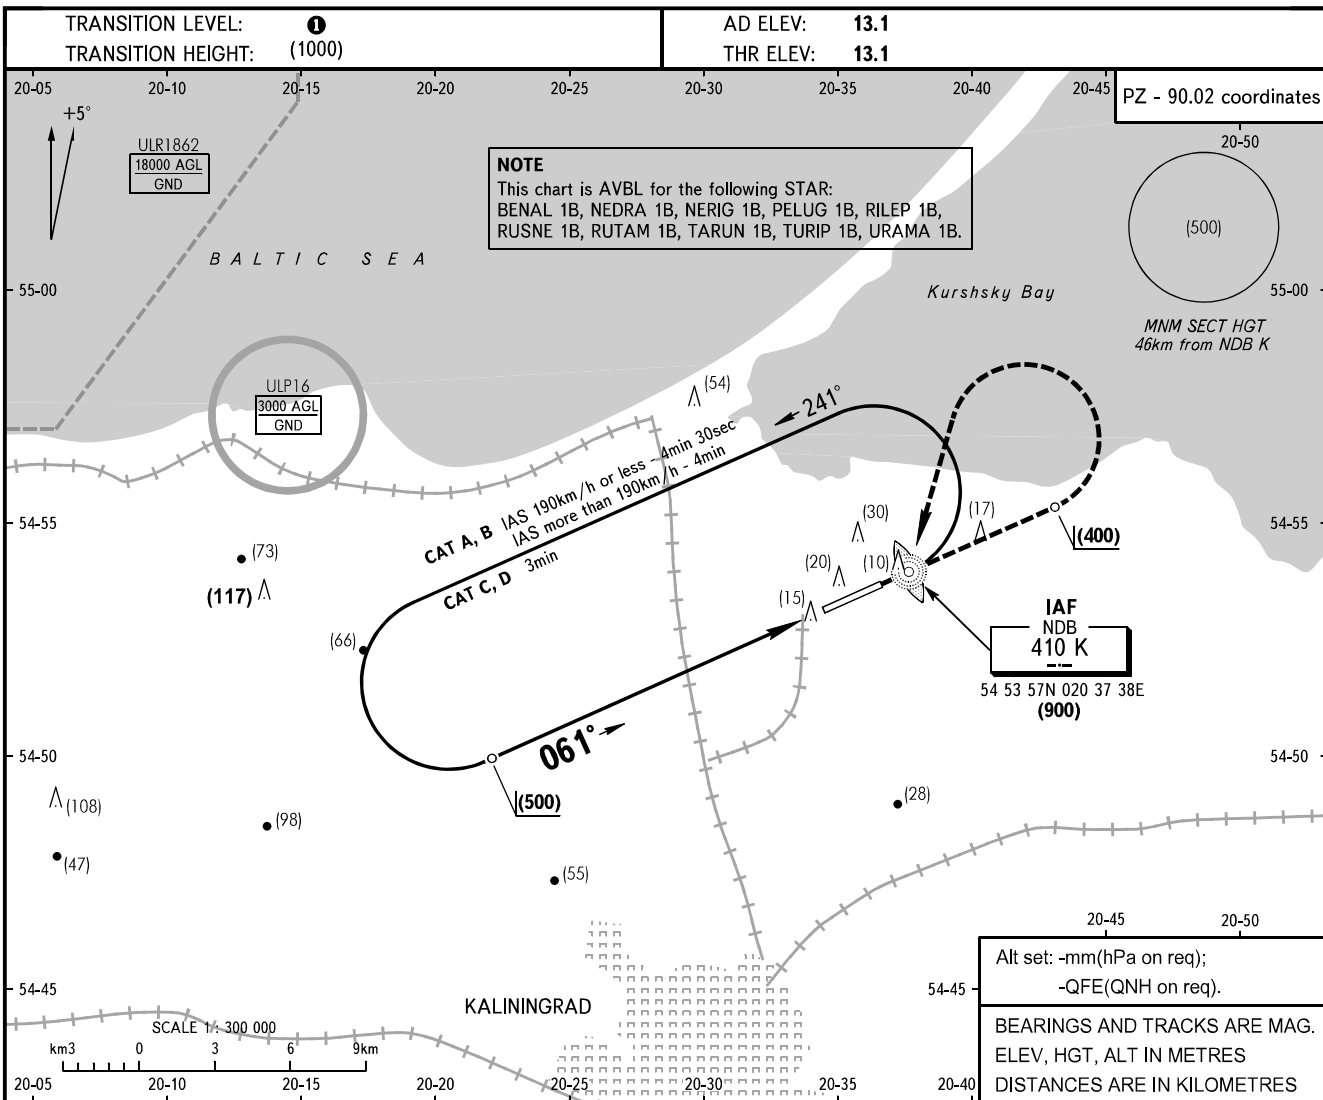 TRANSITION LEVEL: 1
TRANSITION HEIGHT: (1000)
AD ELEV: 13.1
THR ELEV: 13.1
20-05 20-10 20-15 20-20 20-25 20-30 20-35 20-40 20-45
PZ - 90.02 coordinates
20-50
+5°
ULR1862
18000 AGL
GND
NOTE
This chart is AVBL for the following STAR:
BENAL 1B, NEDRA 1B, NERIG 1B, PELUG 1B, RILEP 1B,
RUSNE 1B, RUTAM 1B, TARUN 1B, TURIP 1B, URAMA 1B.
(500)
BALTIC SEA
55-00
Kurshsky Bay
55-00
MNM SECT HGT
46km from NDB K
ULP16
3000 AGL
GND
(54)
241°
CAT A, B IAS 190km/h or less - 4min 30sec
IAS more than 190km/h - 4min
CAT C, D 3min
54-55
(73)
(117)
(66)
(30)
(20)
(10)
(15)
(17)
(400)
54-55
IAF
NDB
410 K
54 53 57N 020 37 38E
(900)
061°
54-50
(500)
54-50
(108)
(47)
(98)
(55)
(28)
20-45 20-50
Alt set: -mm(hPa on req);
-QFE(QNH on req).
54-45
KALININGRAD
54-45
SCALE 1 : 300 000
km3 0 3 6 9km
BEARINGS AND TRACKS ARE MAG.
ELEV, HGT, ALT IN METRES
DISTANCES ARE IN KILOMETRES
20-05 20-10 20-15 20-20 20-25 20-30 20-35 20-40